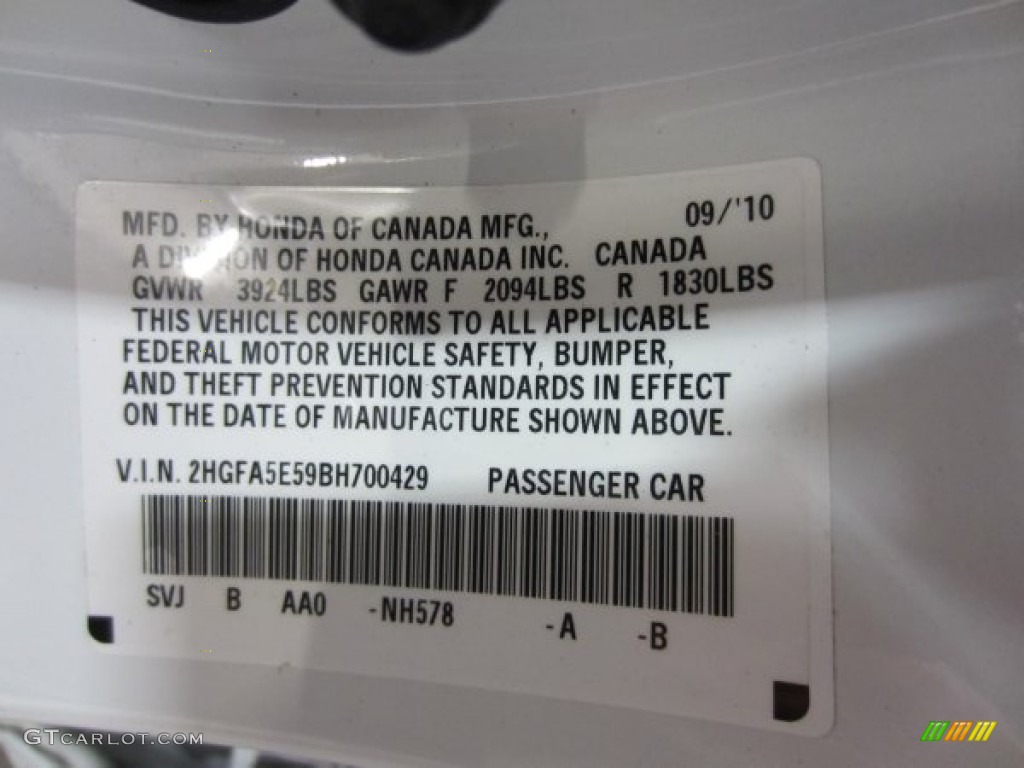 MFD. BY HONDA OF CANADA MFG., 09/'10
A DIVISION OF HONDA CANADA INC. CANADA
GVWR 3924LBS GAWR F 2094LBS R 1830LBS
THIS VEHICLE CONFORMS TO ALL APPLICABLE
FEDERAL MOTOR VEHICLE SAFETY, BUMPER,
AND THEFT PREVENTION STANDARDS IN EFFECT
ON THE DATE OF MANUFACTURE SHOWN ABOVE.
V.I.N. 2HGFA5E59BH700429 PASSENGER CAR
SVJ B AA0 -NH578 -A -B
GTCARLOT.COM